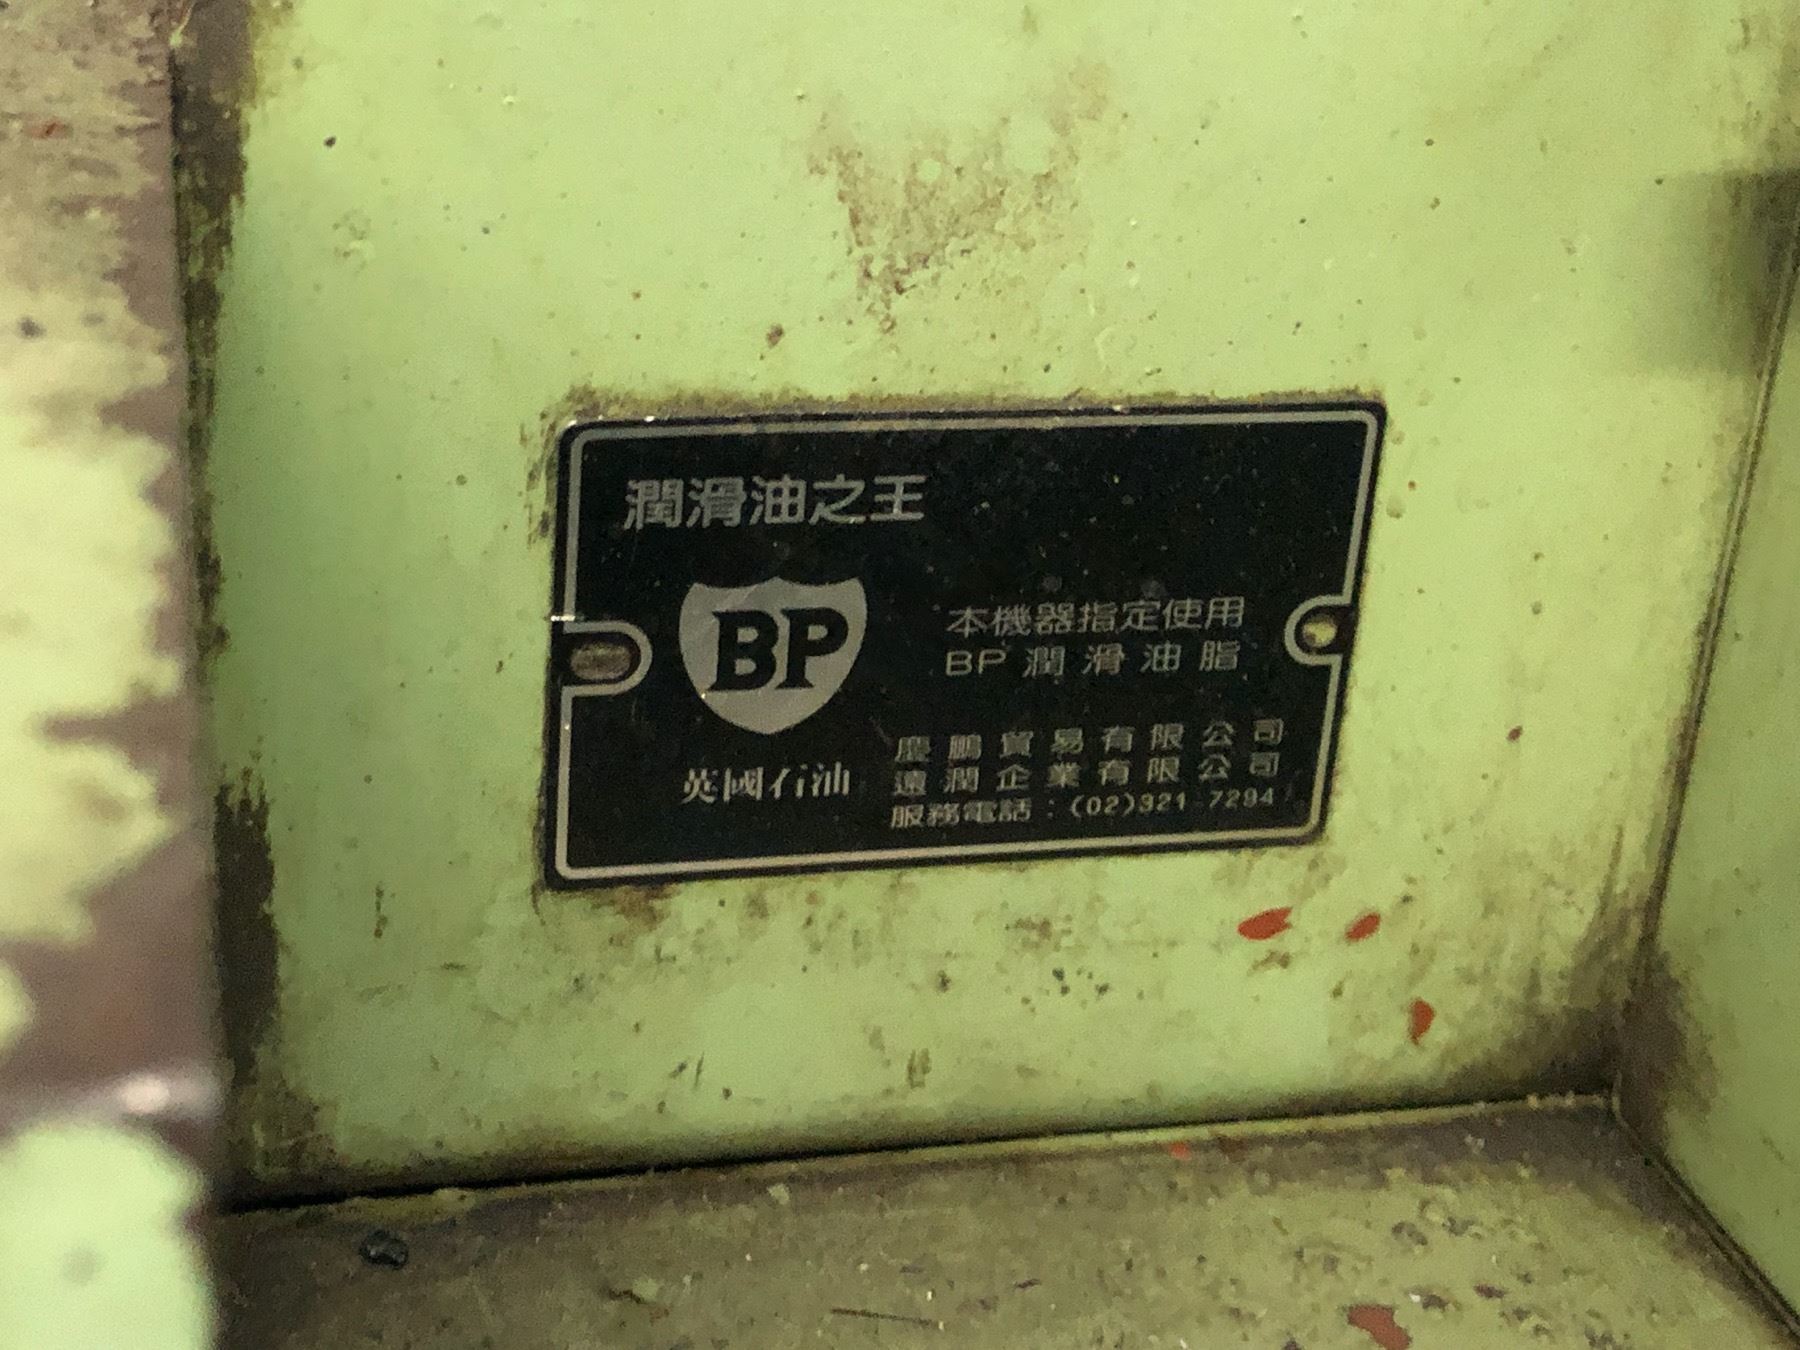 潤滑油之王
BP
英國石油
本機器指定使用
BP 潤滑油脂
慶鵬貿易有限公司
遠潤企業有限公司
服務電話：(02)321-7294